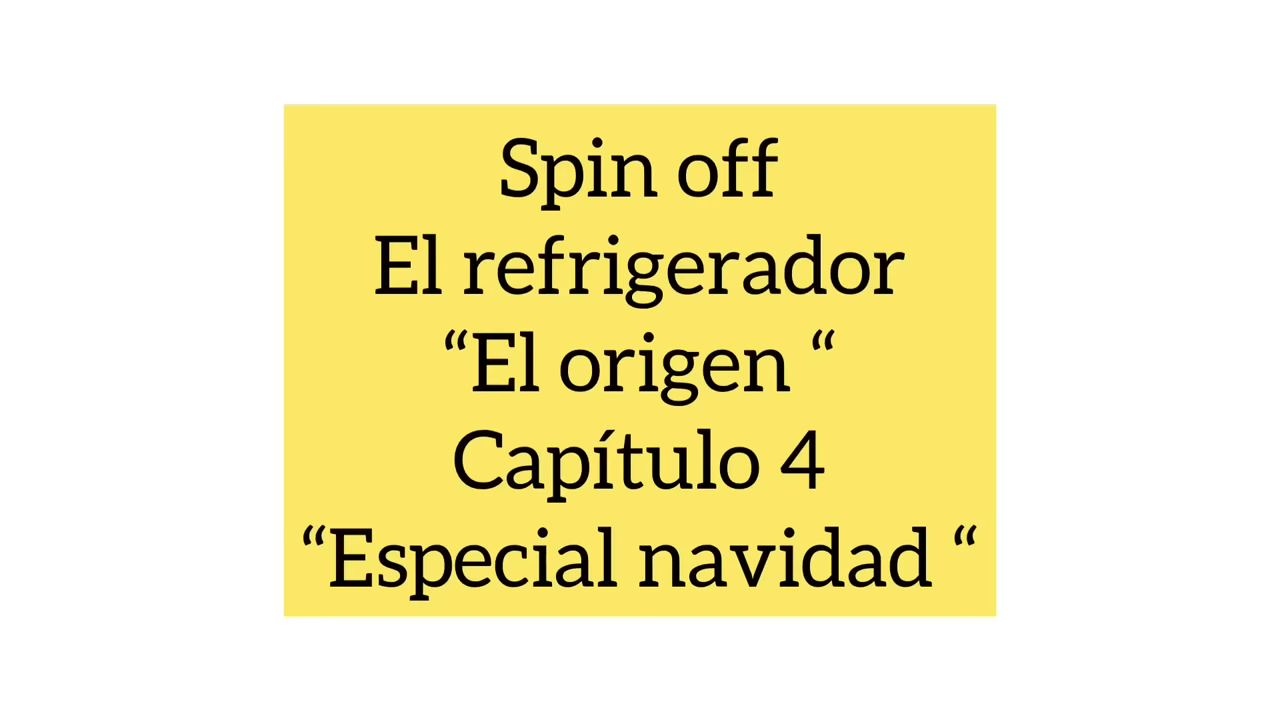 Spin off
El refrigerador
“El origen “
Capítulo 4
“Especial navidad “